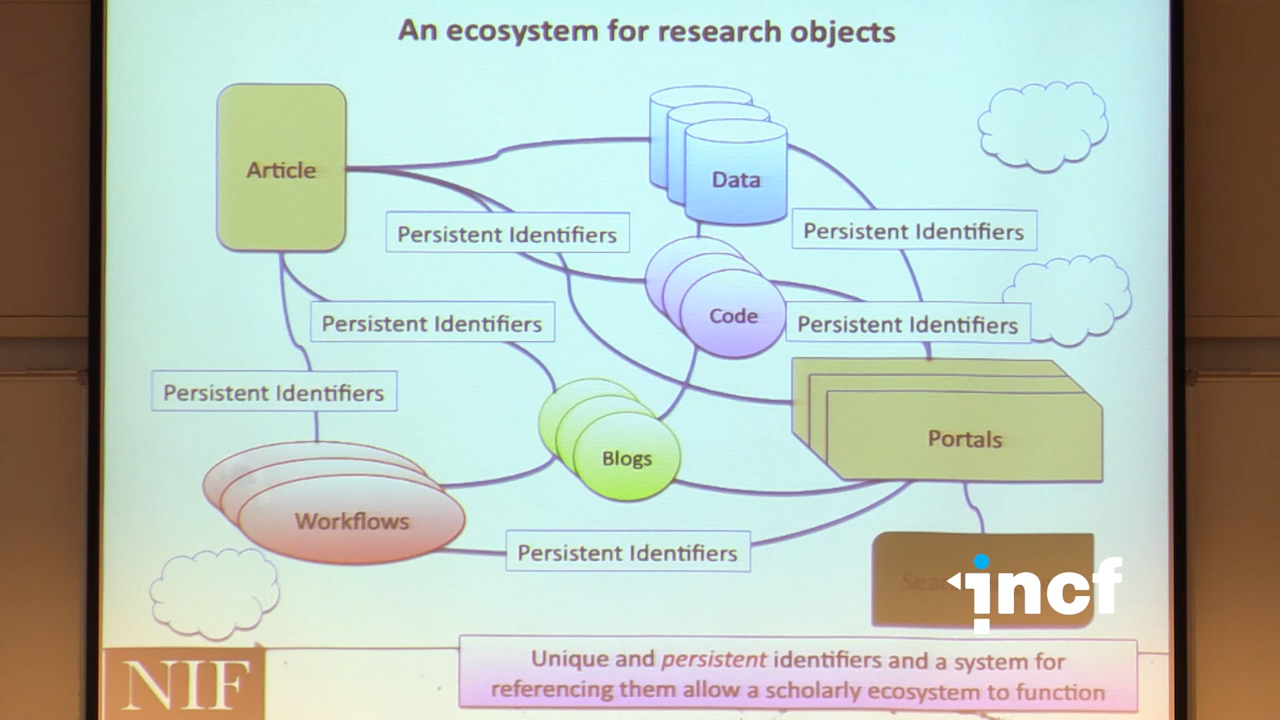 An ecosystem for research objects
Article
Data
Persistent Identifiers
Persistent Identifiers
Code
Persistent Identifiers
Persistent Identifiers
Persistent Identifiers
Portals
Blogs
Workflows
Persistent Identifiers
incf
NIF
Unique and persistent identifiers and a system for
referencing them allow a scholarly ecosystem to function